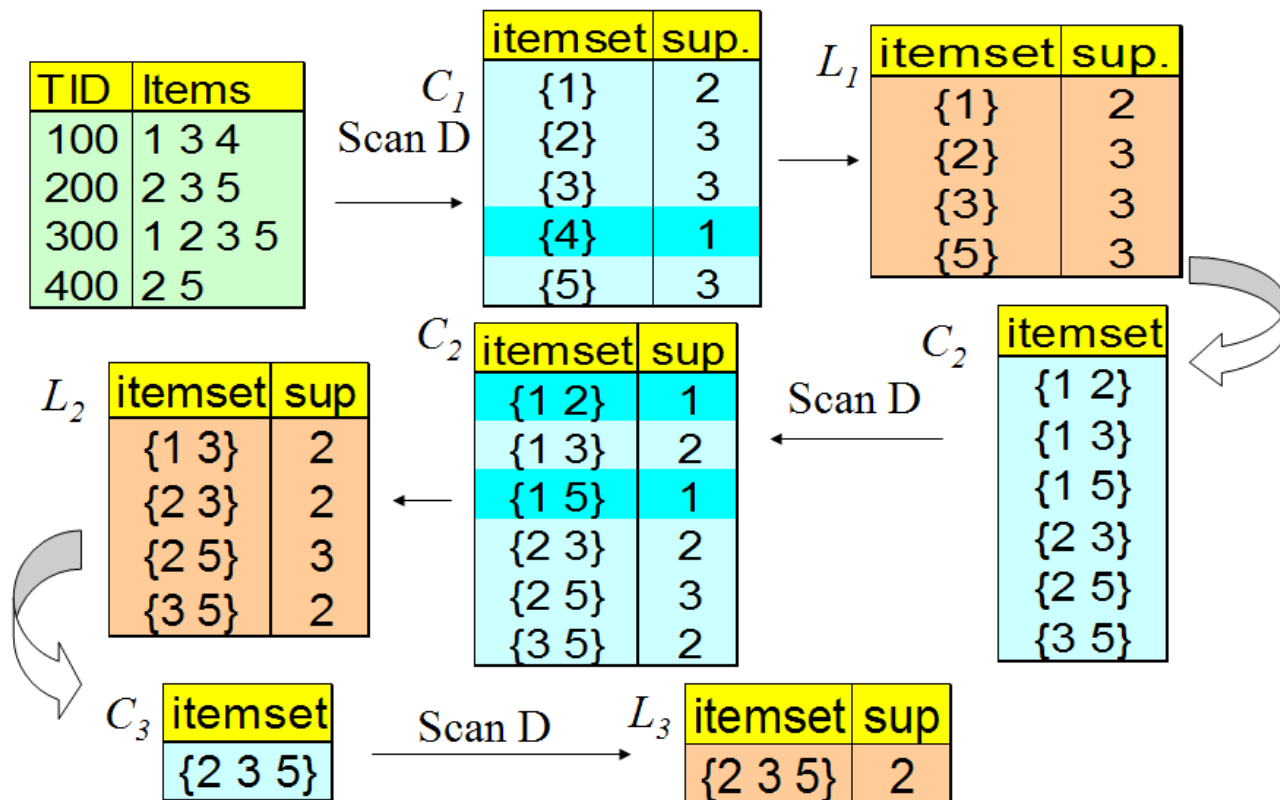 TID Items
100 1 3 4
200 2 3 5
300 1 2 3 5
400 2 5
Scan D
C1
itemset sup.
{1} 2
{2} 3
{3} 3
{4} 1
{5} 3
L1
itemset sup.
{1} 2
{2} 3
{3} 3
{5} 3
C2
itemset
{1 2}
{1 3}
{1 5}
{2 3}
{2 5}
{3 5}
Scan D
C2
itemset sup
{1 2} 1
{1 3} 2
{1 5} 1
{2 3} 2
{2 5} 3
{3 5} 2
L2
itemset sup
{1 3} 2
{2 3} 2
{2 5} 3
{3 5} 2
C3
itemset
{2 3 5}
Scan D
L3
itemset sup
{2 3 5} 2